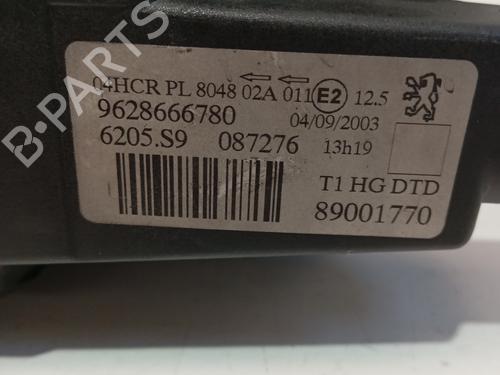 B-PARTS
04HCR PL 8048 02A 011 E2 12.5
9628666780 04/09/2003
6205.S9 087276 13h19
T1 HG DTD
89001770